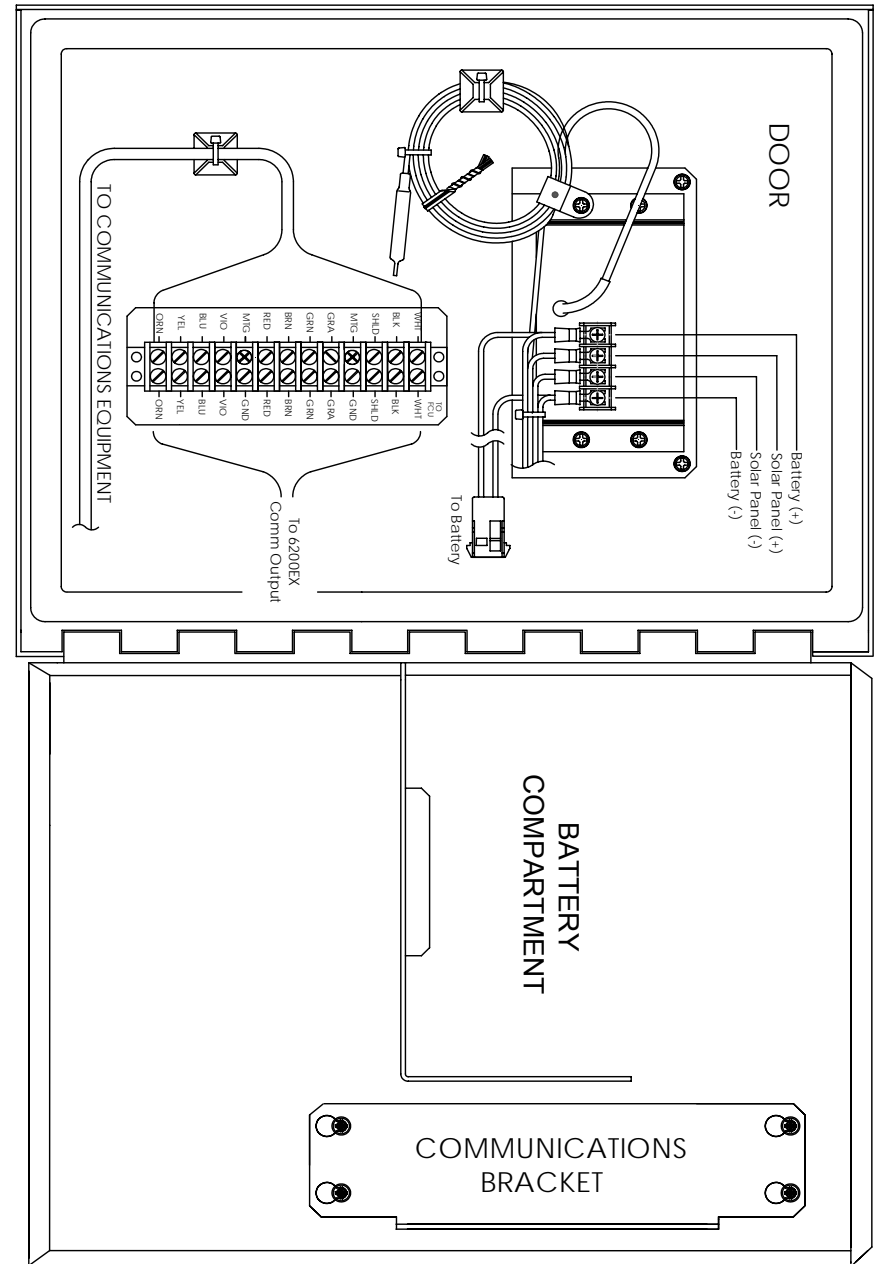 DOOR
Battery (+)
Solar Panel (+)
Solar Panel (-)
Battery (-)
To Battery
WHT
BLK
SHLD
MTG
GRA
GRN
BRN
RED
MTG
VIO
BLU
YEL
ORN
TO
FCU
WHT
BLK
SHLD
GND
GRA
GRN
BRN
RED
GND
VIO
BLU
YEL
ORN
To 6200EX
Comm Output
TO COMMUNICATIONS EQUIPMENT
BATTERY
COMPARTMENT
COMMUNICATIONS
BRACKET